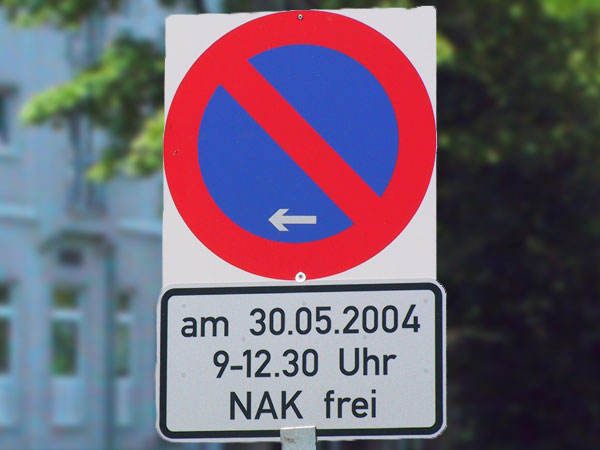 am 30.05.2004
9-12.30 Uhr
NAK frei